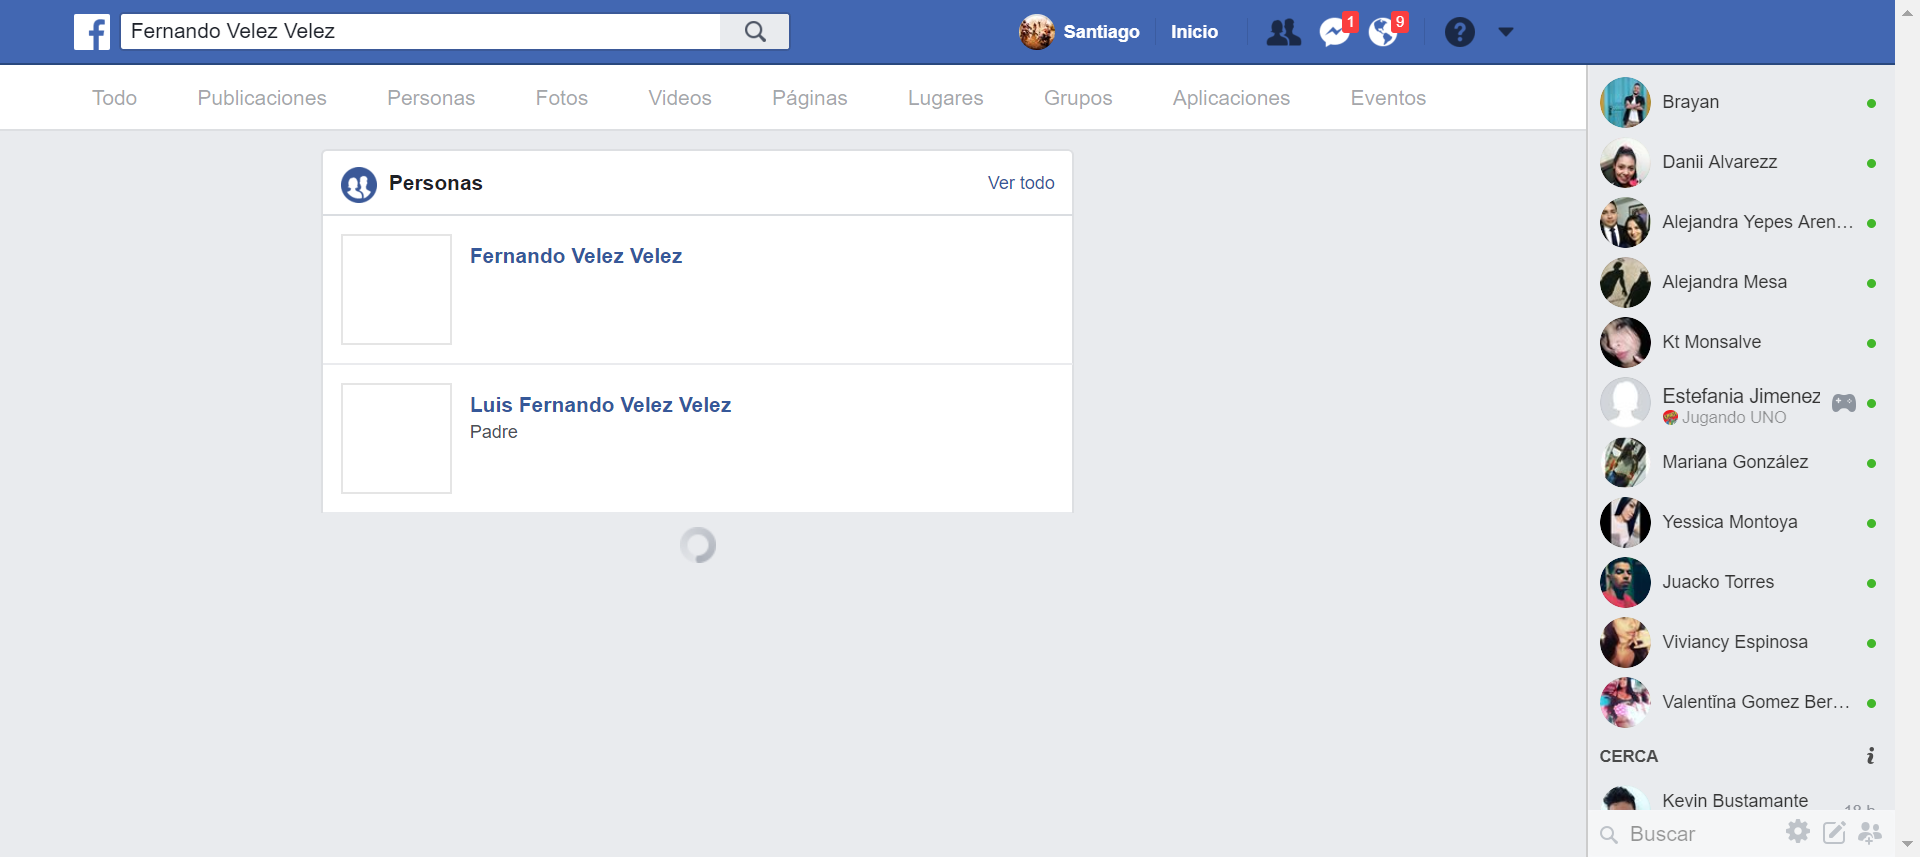 Fernando Velez Velez
Santiago
Inicio
1
9
?
Todo
Publicaciones
Personas
Fotos
Videos
Páginas
Lugares
Grupos
Aplicaciones
Eventos
Personas
Ver todo
Fernando Velez Velez
Luis Fernando Velez Velez
Padre
Brayan
Danii Alvarezz
Alejandra Yepes Aren...
Alejandra Mesa
Kt Monsalve
Estefania Jimenez
Jugando UNO
Mariana González
Yessica Montoya
Juacko Torres
Viviancy Espinosa
Valentĭna Gomez Ber...
CERCA
Kevin Bustamante
Buscar